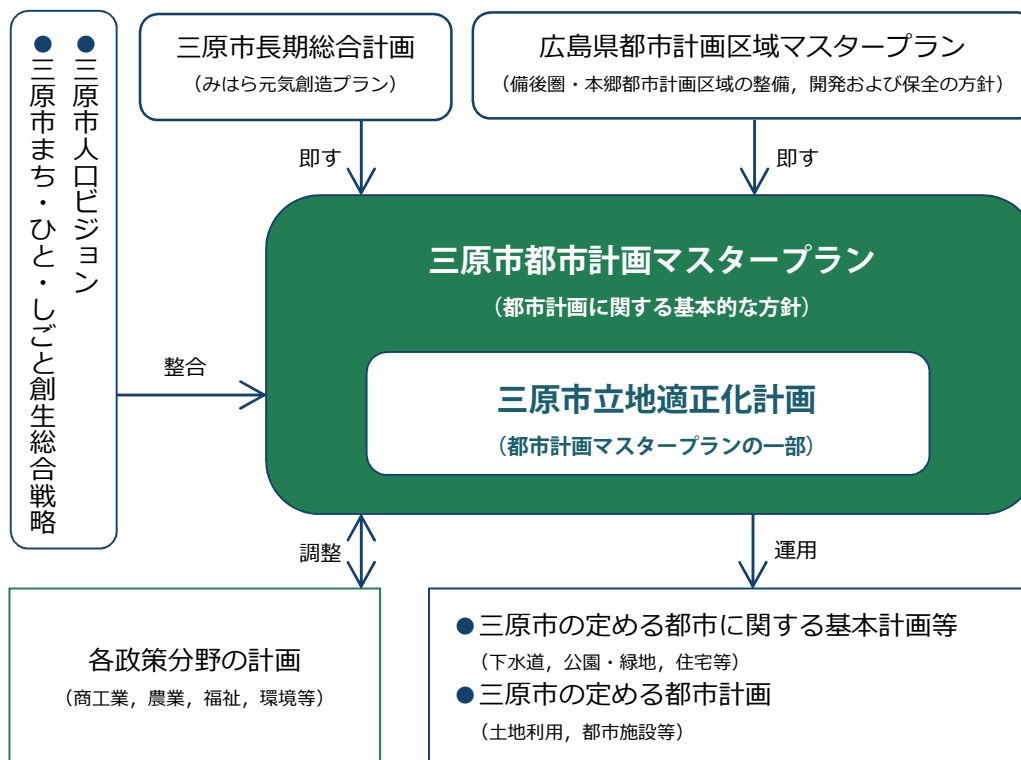 ●三原市人口ビジョン
●三原市まち・ひと・しごと創生総合戦略
三原市長期総合計画
（みはら元気創造プラン）
広島県都市計画区域マスタープラン
（備後圏・本郷都市計画区域の整備，開発および保全の方針）
即す
即す
三原市都市計画マスタープラン
（都市計画に関する基本的な方針）
整合
三原市立地適正化計画
（都市計画マスタープランの一部）
調整
運用
各政策分野の計画
（商工業，農業，福祉，環境等）
●三原市の定める都市に関する基本計画等
（下水道，公園・緑地，住宅等）
●三原市の定める都市計画
（土地利用，都市施設等）